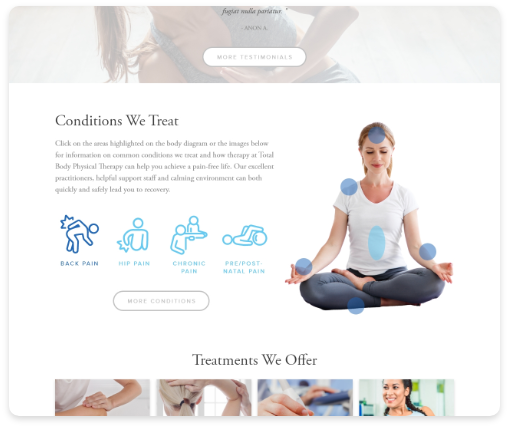 fugiat nulla pariatur. "
- ANON A.
MORE TESTIMONIALS
Conditions We Treat
Click on the areas highlighted on the body diagram or the images below
for information on common conditions we treat and how therapy at Total
Body Physical Therapy can help you achieve a pain-free life. Our excellent
practitioners, helpful support staff and calming environment can both
quickly and safely lead you to recovery.
BACK PAIN
HIP PAIN
CHRONIC
PAIN
PRE/POST-
NATAL PAIN
MORE CONDITIONS
Treatments We Offer